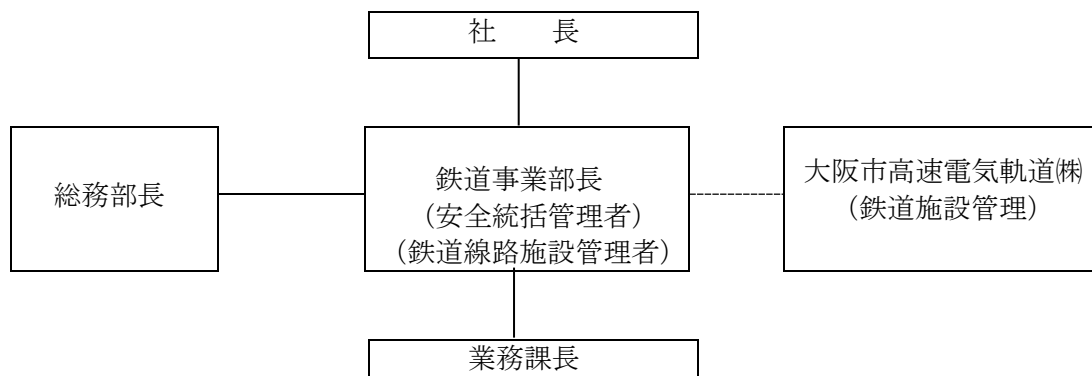 社　　長
総務部長
鉄道事業部長
（安全統括管理者）
（鉄道線路施設管理者）
大阪市高速電気軌道㈱
（鉄道施設管理）
業務課長